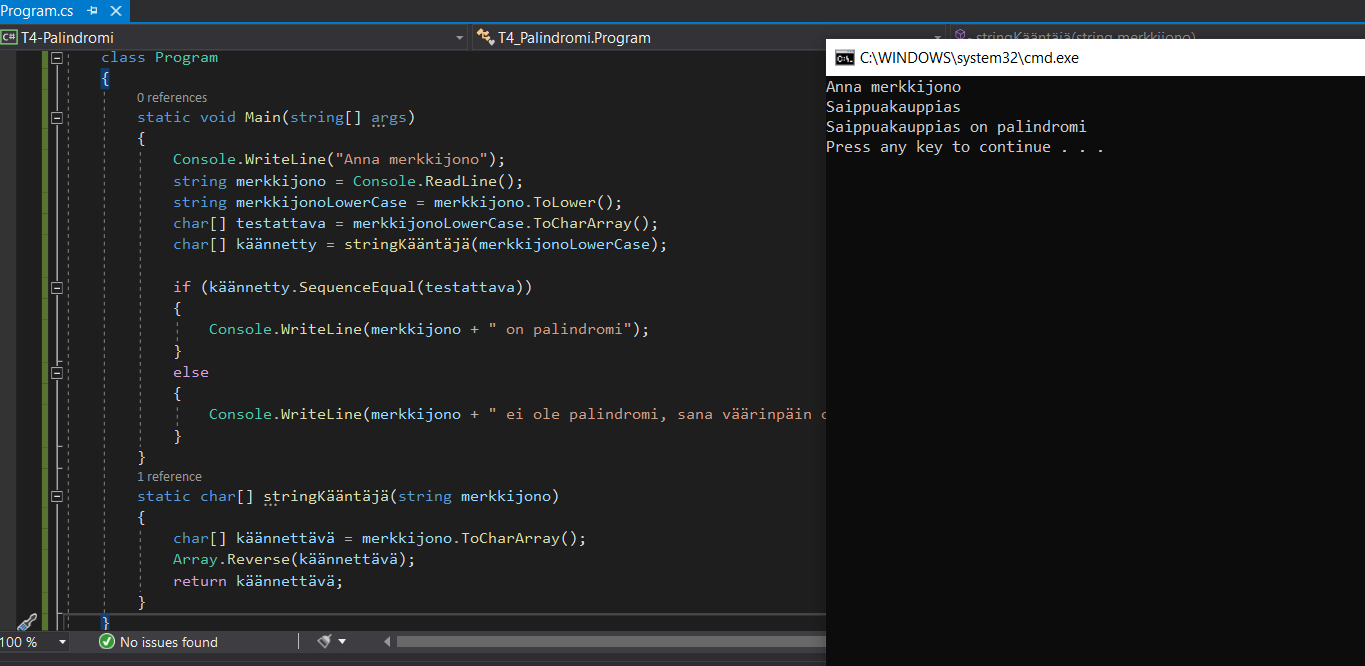 Program.cs
C# T4-Palindromi
T4_Palindromi.Program
stringKääntäjä(string merkkijono)
class Program
{
0 references
static void Main(string[] args)
{
Console.WriteLine("Anna merkkijono");
string merkkijono = Console.ReadLine();
string merkkijonoLowerCase = merkkijono.ToLower();
char[] testattava = merkkijonoLowerCase.ToCharArray();
char[] käännetty = stringKääntäjä(merkkijonoLowerCase);
if (käännetty.SequenceEqual(testattava))
{
Console.WriteLine(merkkijono + " on palindromi");
}
else
{
Console.WriteLine(merkkijono + " ei ole palindromi, sana väärinpäin
}
}
1 reference
static char[] stringKääntäjä(string merkkijono)
{
char[] käännettävä = merkkijono.ToCharArray();
Array.Reverse(käännettävä);
return käännettävä;
}
}
100 %
No issues found
C:\WINDOWS\system32\cmd.exe
Anna merkkijono
Saippuakauppias
Saippuakauppias on palindromi
Press any key to continue . . .